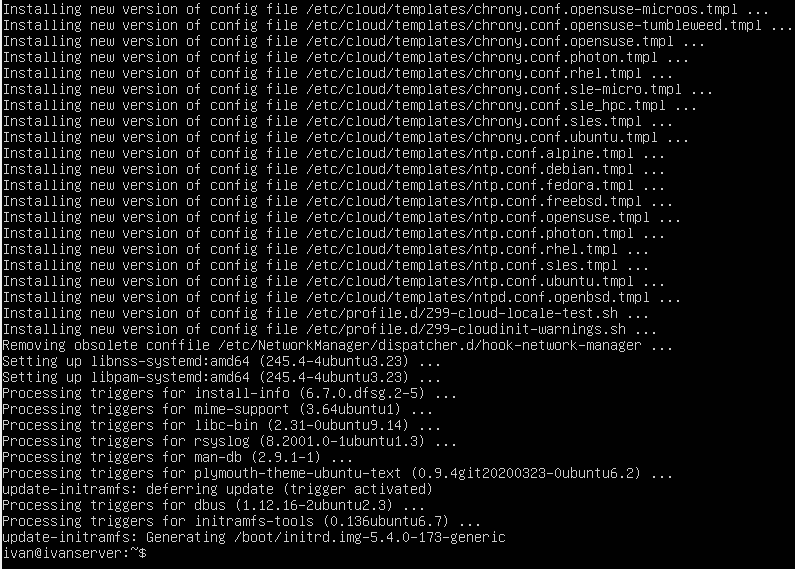 Installing new version of config file /etc/cloud/templates/chrony.conf.opensuse-microos.tmpl ...
Installing new version of config file /etc/cloud/templates/chrony.conf.opensuse-tumbleweed.tmpl ...
Installing new version of config file /etc/cloud/templates/chrony.conf.opensuse.tmpl ...
Installing new version of config file /etc/cloud/templates/chrony.conf.photon.tmpl ...
Installing new version of config file /etc/cloud/templates/chrony.conf.rhel.tmpl ...
Installing new version of config file /etc/cloud/templates/chrony.conf.sle-micro.tmpl ...
Installing new version of config file /etc/cloud/templates/chrony.conf.sle_hpc.tmpl ...
Installing new version of config file /etc/cloud/templates/chrony.conf.sles.tmpl ...
Installing new version of config file /etc/cloud/templates/chrony.conf.ubuntu.tmpl ...
Installing new version of config file /etc/cloud/templates/ntp.conf.alpine.tmpl ...
Installing new version of config file /etc/cloud/templates/ntp.conf.debian.tmpl ...
Installing new version of config file /etc/cloud/templates/ntp.conf.fedora.tmpl ...
Installing new version of config file /etc/cloud/templates/ntp.conf.freebsd.tmpl ...
Installing new version of config file /etc/cloud/templates/ntp.conf.opensuse.tmpl ...
Installing new version of config file /etc/cloud/templates/ntp.conf.photon.tmpl ...
Installing new version of config file /etc/cloud/templates/ntp.conf.rhel.tmpl ...
Installing new version of config file /etc/cloud/templates/ntp.conf.sles.tmpl ...
Installing new version of config file /etc/cloud/templates/ntp.conf.ubuntu.tmpl ...
Installing new version of config file /etc/cloud/templates/ntpd.conf.openbsd.tmpl ...
Installing new version of config file /etc/profile.d/Z99-cloud-locale-test.sh ...
Installing new version of config file /etc/profile.d/Z99-cloudinit-warnings.sh ...
Removing obsolete conffile /etc/NetworkManager/dispatcher.d/hook-network-manager ...
Setting up libnss-systemd:amd64 (245.4-4ubuntu3.23) ...
Setting up libpam-systemd:amd64 (245.4-4ubuntu3.23) ...
Processing triggers for install-info (6.7.0.dfsg.2-5) ...
Processing triggers for mime-support (3.64ubuntu1) ...
Processing triggers for libc-bin (2.31-0ubuntu9.14) ...
Processing triggers for rsyslog (8.2001.0-1ubuntu1.3) ...
Processing triggers for man-db (2.9.1-1) ...
Processing triggers for plymouth-theme-ubuntu-text (0.9.4git20200323-0ubuntu6.2) ...
update-initramfs: deferring update (trigger activated)
Processing triggers for dbus (1.12.16-2ubuntu2.3) ...
Processing triggers for initramfs-tools (0.136ubuntu6.7) ...
update-initramfs: Generating /boot/initrd.img-5.4.0-173-generic
ivan@ivanserver:~$